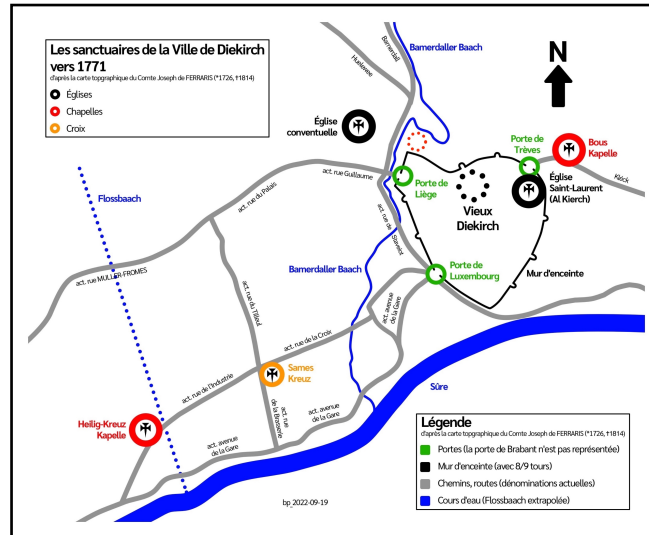 Les sanctuaires de la Ville de Diekirch
vers 1771
d'après la carte topographique du Comte Joseph de FERRARIS (*1726, †1814)
Églises
Chapelles
Croix
Huelwee
Bamerdall
Bamerdaller Baach
N
Église
conventuelle
Porte de
Trèves
Bous
Kapelle
Église
Saint-Laurent
(Al Kierch)
Kléck
Flossbaach
act. rue du Palais
act. rue Guillaume
Porte de
Liège
Vieux
Diekirch
act. rue de Stavelot
Bamerdaller Baach
Porte de
Luxembourg
Mur d'enceinte
act. rue MULLER-FROMES
act. rue du Tilleul
act. avenue
de la Gare
act. rue de la Croix
Sames
Kreuz
act. rue de l'Industrie
Sûre
Heilig-Kreuz
Kapelle
act. rue
de la Brasserie
act. avenue
de la Gare
act. avenue
de la Gare
bp_2022-09-19
Légende
d'après la carte topographique du Comte Joseph de FERRARIS (*1726, †1814)
Portes (la porte de Brabant n'est pas représentée)
Mur d'enceinte (avec 8/9 tours)
Chemins, routes (dénominations actuelles)
Cours d'eau (Flossbaach extrapolée)